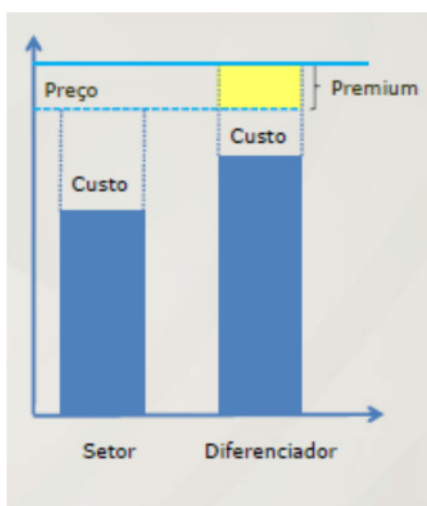 Preço
Premium
Custo
Custo
Setor
Diferenciador